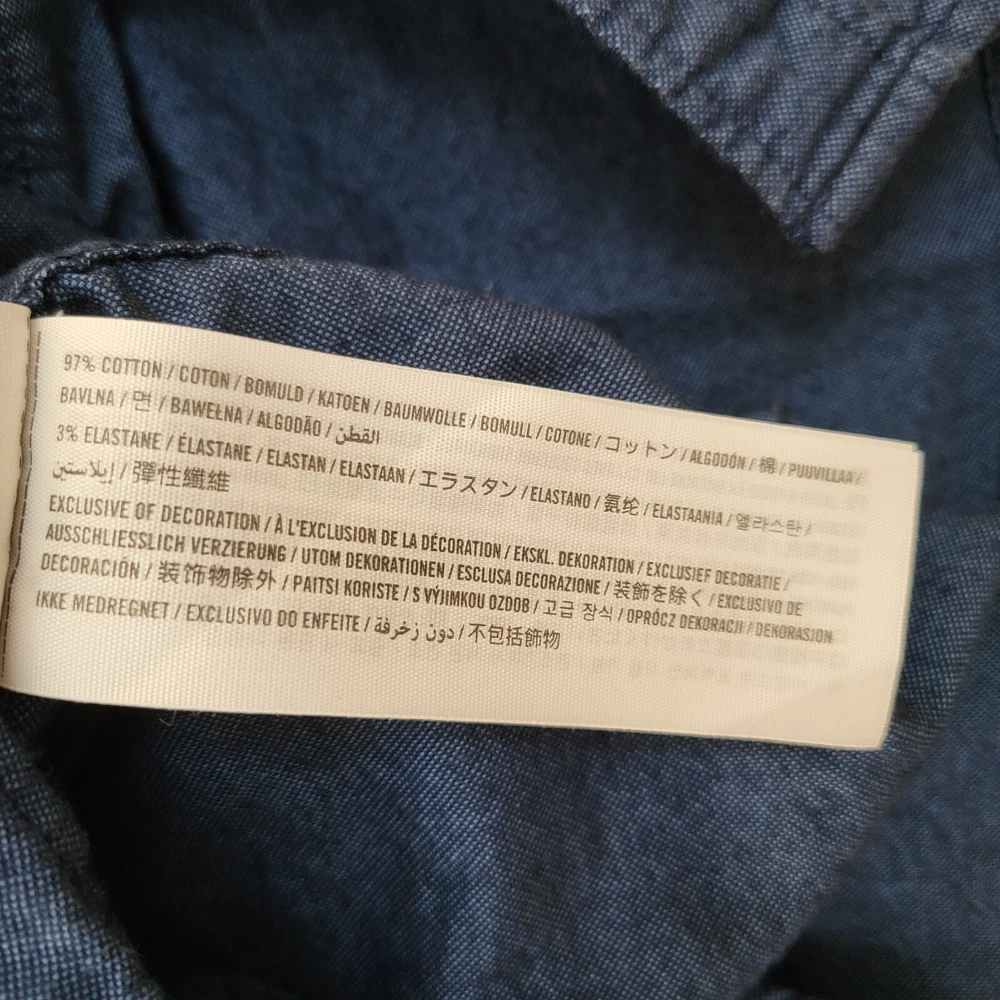 97% COTTON / COTON / BOMULD / KATOEN / BAUMWOLLE / BOMULL / COTONE / コットン / ALGODÓN / 棉 / PUUVILLAA /
BAVLNA / 면 / BAWEŁNA / ALGODÃO / القطن
3% ELASTANE / ÉLASTANE / ELASTAN / ELASTAAN / エラスタン / ELASTANO / 氨纶 / ELASTAANIA / 엘라스탄 /
إيلاستين / 彈性纖維
EXCLUSIVE OF DECORATION / À L'EXCLUSION DE LA DÉCORATION / EKSKL. DEKORATION / EXCLUSIEF DECORATIE /
AUSSCHLIESSLICH VERZIERUNG / UTOM DEKORATIONEN / ESCLUSA DECORAZIONE / 装飾を除く / EXCLUSIVO DE
DECORACIÓN / 装饰物除外 / PAITSI KORISTE / S VÝJIMKOU OZDOB / 고급 장식 / OPRÓCZ DEKORACJI / DEKORASJON
IKKE MEDREGNET / EXCLUSIVO DO ENFEITE / دون زخرفة / 不包括飾物